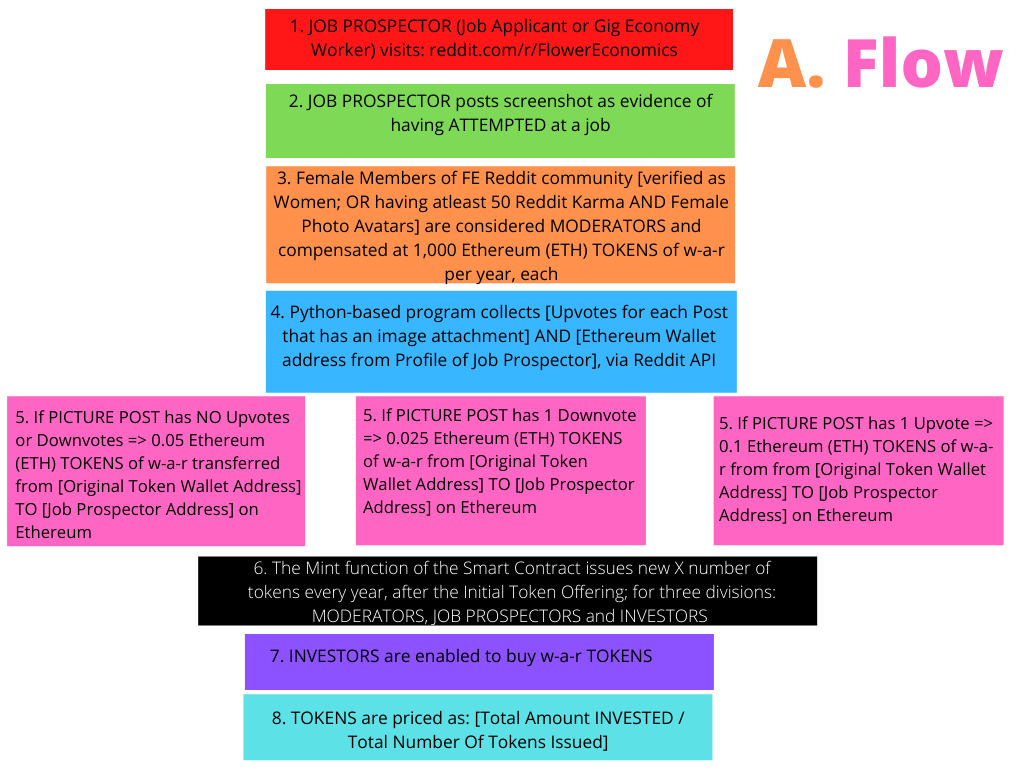 1. JOB PROSPECTOR (Job Applicant or Gig Economy
Worker) visits: reddit.com/r/FlowerEconomics
A. Flow
2. JOB PROSPECTOR posts screenshot as evidence of
having ATTEMPTED at a job
3. Female Members of FE Reddit community [verified as
Women; OR having atleast 50 Reddit Karma AND Female
Photo Avatars] are considered MODERATORS and
compensated at 1,000 Ethereum (ETH) TOKENS of w-a-r
per year, each
4. Python-based program collects [Upvotes for each Post
that has an image attachment] AND [Ethereum Wallet
address from Profile of Job Prospector], via Reddit API
5. If PICTURE POST has NO Upvotes
or Downvotes => 0.05 Ethereum
(ETH) TOKENS of w-a-r transferred
from [Original Token Wallet Address]
TO [Job Prospector Address] on
Ethereum
5. If PICTURE POST has 1 Downvote
=> 0.025 Ethereum (ETH) TOKENS
of w-a-r from [Original Token
Wallet Address] TO [Job Prospector
Address] on Ethereum
5. If PICTURE POST has 1 Upvote =>
0.1 Ethereum (ETH) TOKENS of w-a-
r from from [Original Token Wallet
Address] TO [Job Prospector
Address] on Ethereum
6. The Mint function of the Smart Contract issues new X number of
tokens every year, after the Initial Token Offering; for three divisions:
MODERATORS, JOB PROSPECTORS and INVESTORS
7. INVESTORS are enabled to buy w-a-r TOKENS
8. TOKENS are priced as: [Total Amount INVESTED /
Total Number Of Tokens Issued]